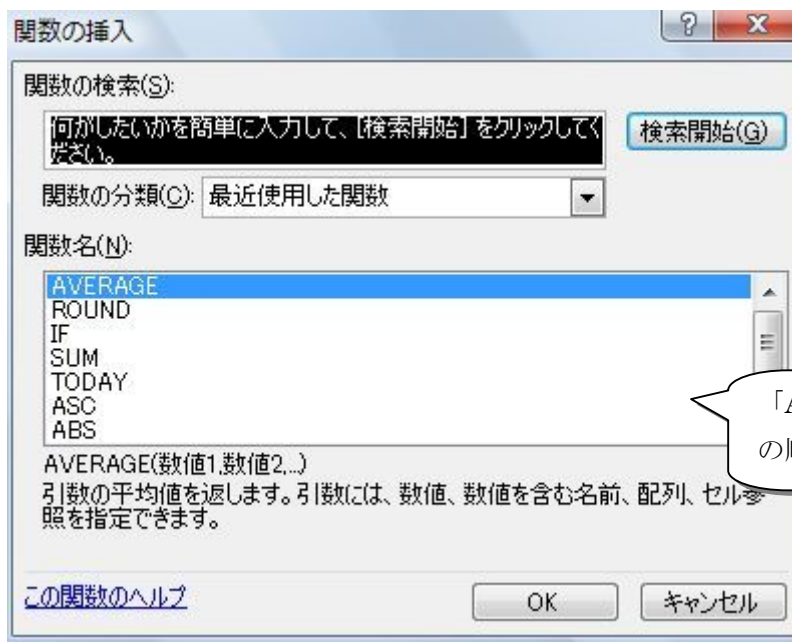 関数の挿入
関数の検索(S):
何がしたいかを簡単に入力して、[検索開始] をクリックしてく
ださい。
検索開始(G)
関数の分類(C): 最近使用した関数
関数名(N):
AVERAGE
ROUND
IF
SUM
TODAY
ASC
ABS
「A
の
AVERAGE(数値1,数値2,...)
引数の平均値を返します。引数には、数値、数値を含む名前、配列、セル参
照を指定できます。
この関数のヘルプ
OK
キャンセル